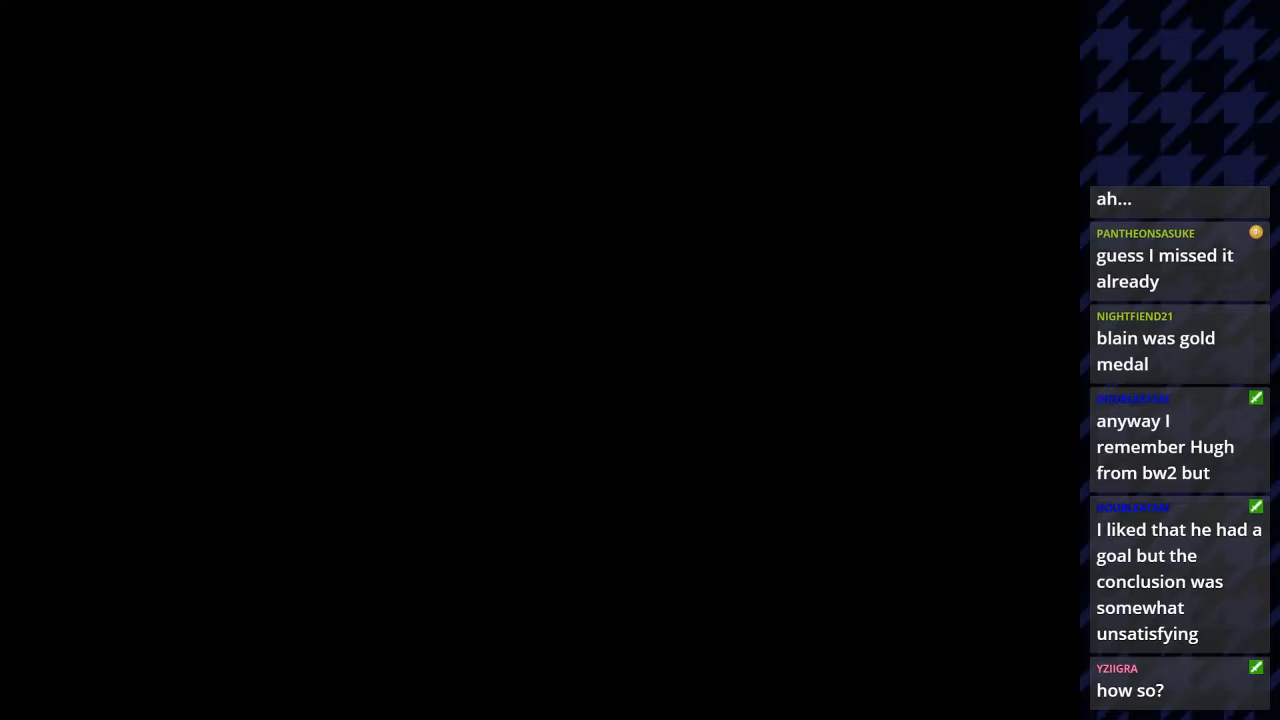 ah...
PANTHEONSASUKE
guess I missed it
already
NIGHTFIEND21
blain was gold
medal
anyway I
remember Hugh
from bw2 but
I liked that he had a
goal but the
conclusion was
somewhat
unsatisfying
YZIIGRA
how so?